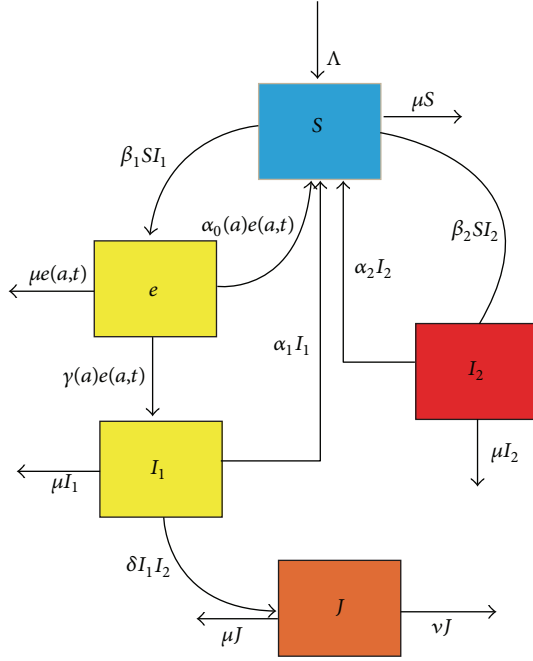 Λ
S
μS
β₁SI₁
α₀(a)e(a,t)
β₂SI₂
μe(a,t)
e
α₂I₂
α₁I₁
γ(a)e(a,t)
I₂
I₁
μI₁
μI₂
δI₁I₂
J
μJ
νJ